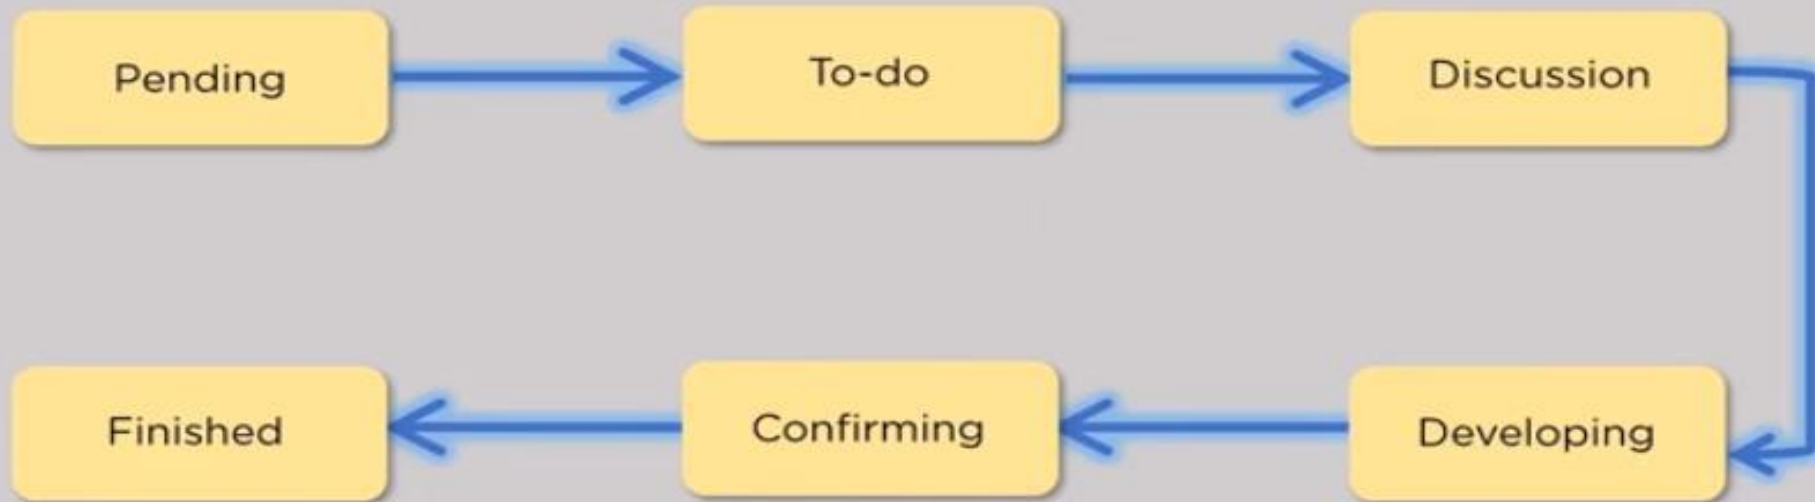 Pending
To-do
Discussion
Developing
Confirming
Finished